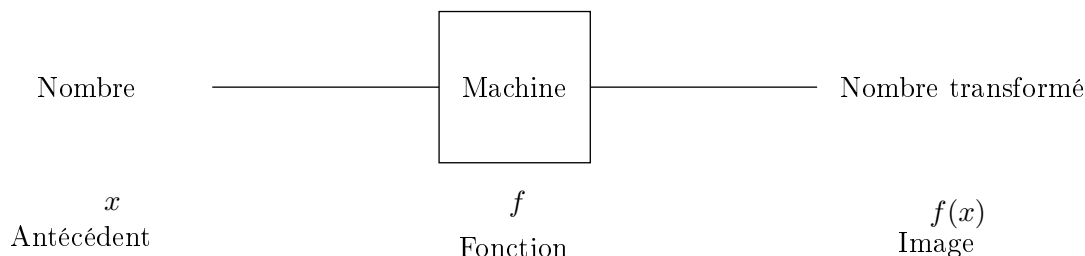 Nombre
Machine
Nombre transformé
x
f
f(x)
Antécédent
Fonction
Image